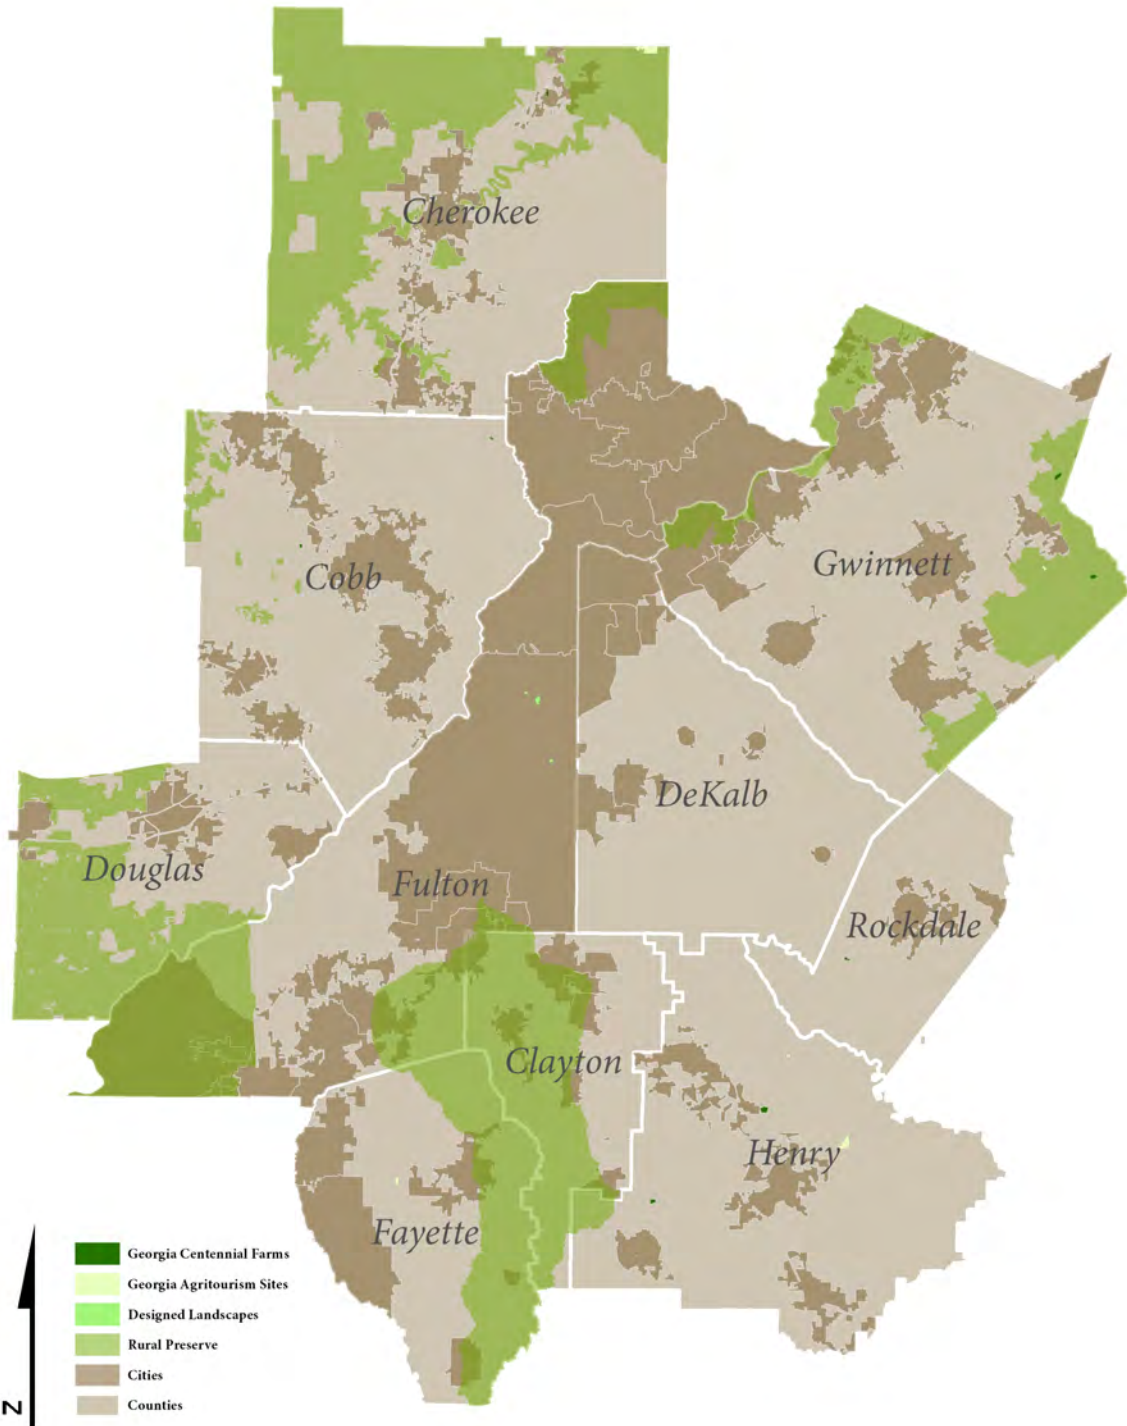 Cherokee
Cobb
Gwinnett
DeKalb
Douglas
Fulton
Rockdale
Clayton
Henry
Fayette
Georgia Centennial Farms
Georgia Agritourism Sites
Designed Landscapes
Rural Preserve
Cities
Counties
N